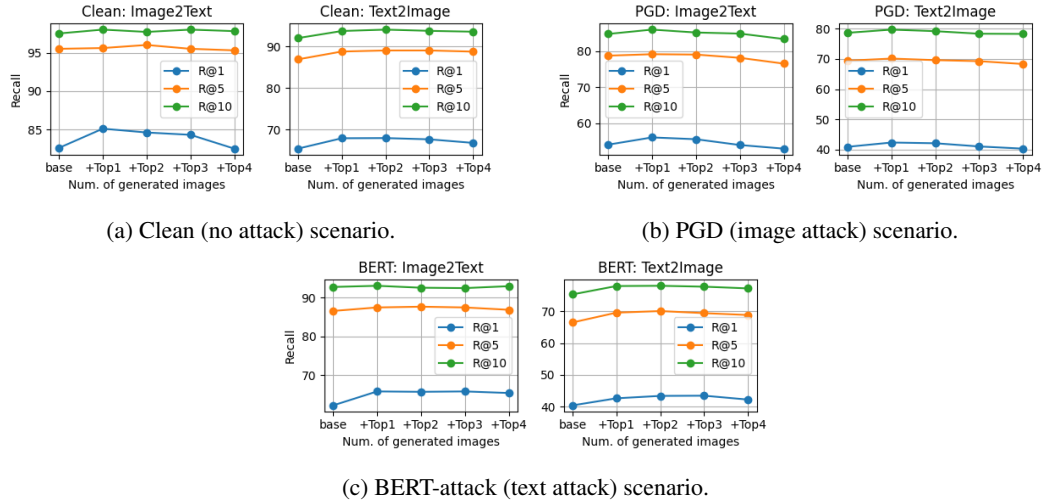 Clean: Image2Text
95
90
85
Recall
R@1
R@5
R@10
base +Top1 +Top2 +Top3 +Top4
Num. of generated images
Clean: Text2Image
90
80
70
R@1
R@5
R@10
base +Top1 +Top2 +Top3 +Top4
Num. of generated images
PGD: Image2Text
80
70
60
Recall
R@1
R@5
R@10
base +Top1 +Top2 +Top3 +Top4
Num. of generated images
PGD: Text2Image
80
70
60
50
40
R@1
R@5
R@10
base +Top1 +Top2 +Top3 +Top4
Num. of generated images
(a) Clean (no attack) scenario.
(b) PGD (image attack) scenario.
BERT: Image2Text
90
80
70
Recall
R@1
R@5
R@10
base +Top1 +Top2 +Top3 +Top4
Num. of generated images
BERT: Text2Image
70
60
50
40
R@1
R@5
R@10
base +Top1 +Top2 +Top3 +Top4
Num. of generated images
(c) BERT-attack (text attack) scenario.